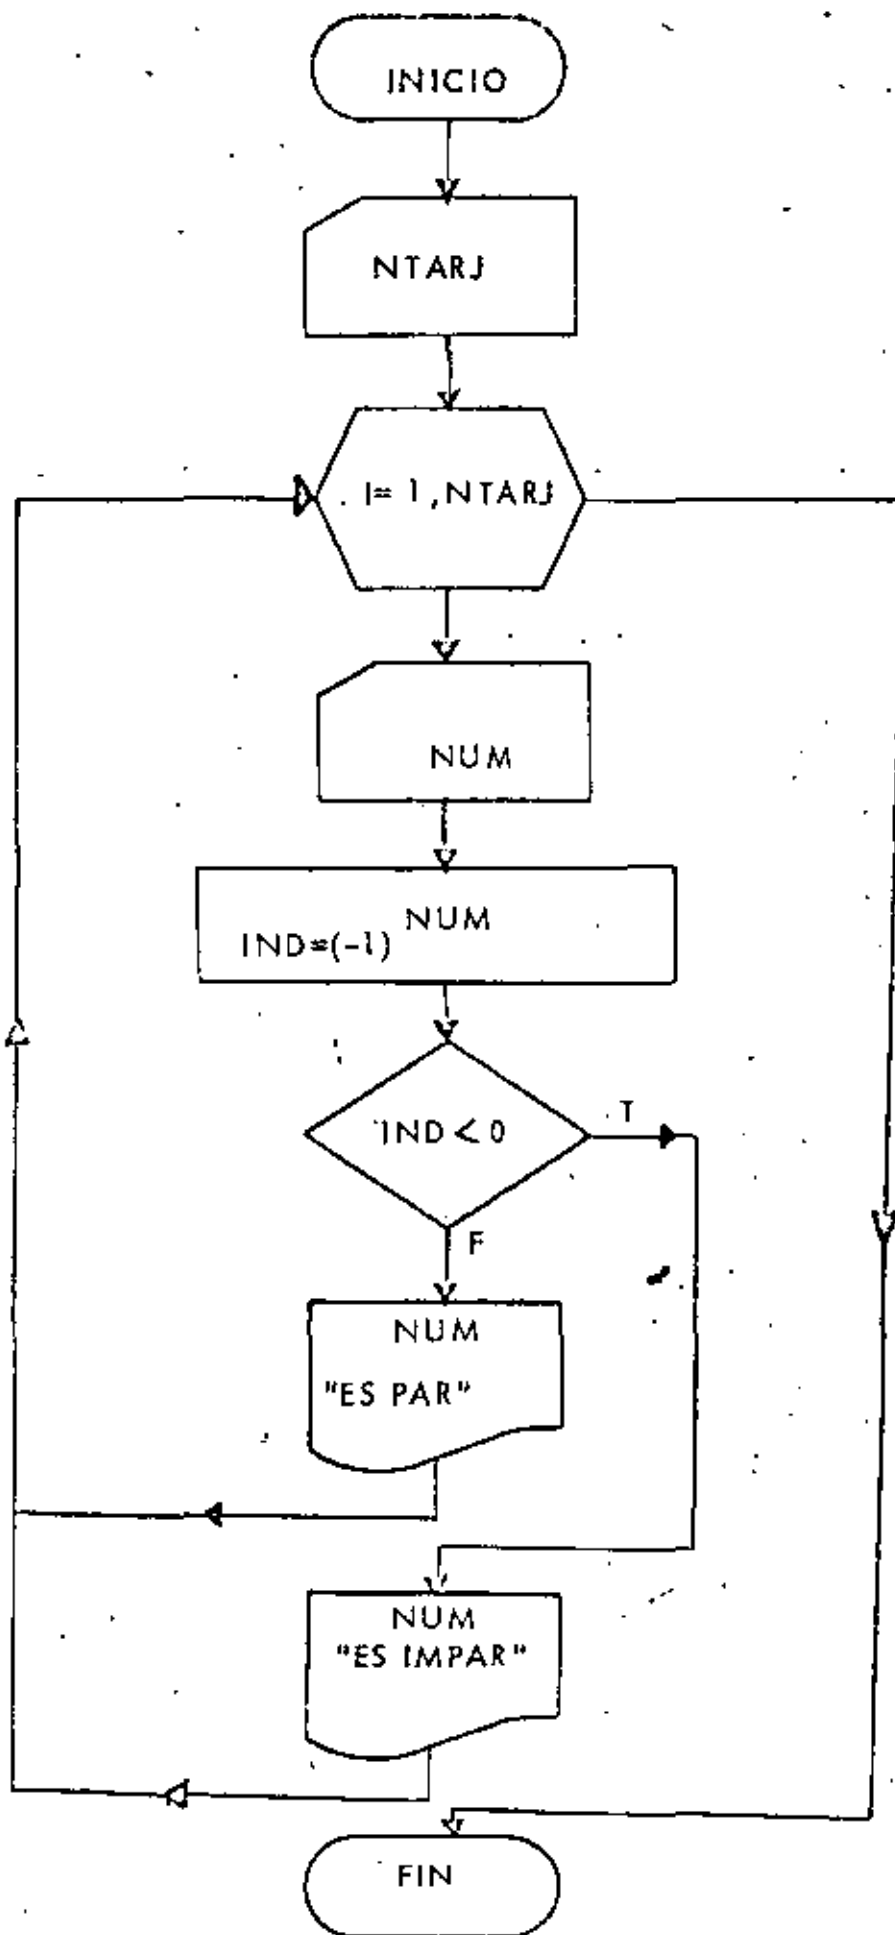 INICIO
NTARJ
I= 1, NTARJ
NUM
NUM
IND=(-1)
IND < 0
T
F
NUM
"ES PAR"
NUM
"ES IMPAR"
FIN